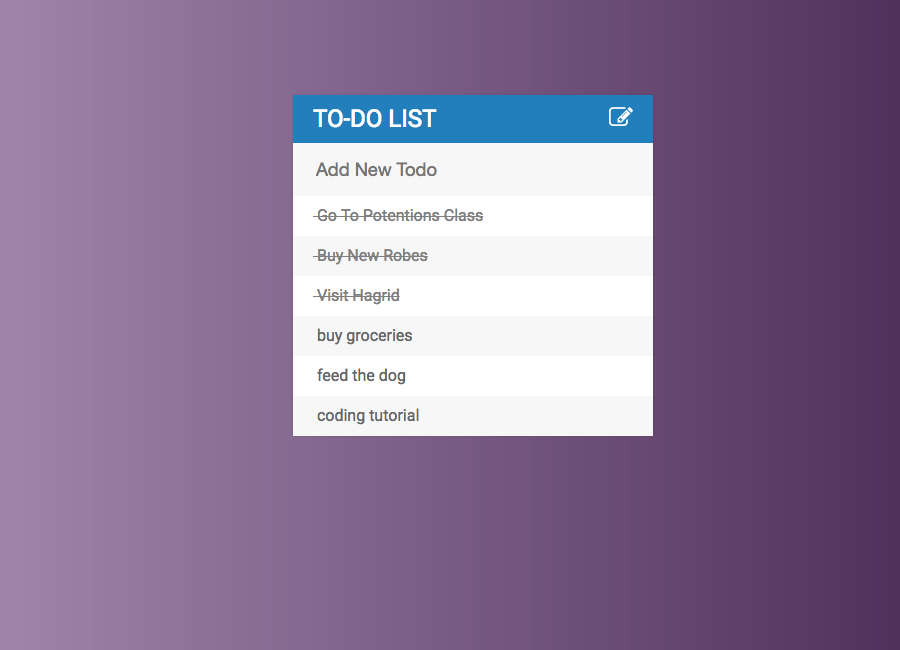 TO-DO LIST
Add New Todo
Go To Potentions Class
Buy New Robes
Visit Hagrid
buy groceries
feed the dog
coding tutorial